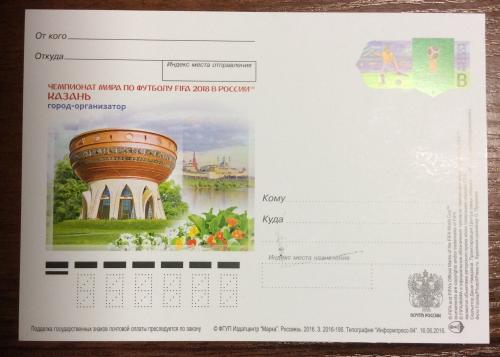 От кого
Откуда
Индекс места отправления
ЧЕМПИОНАТ МИРА ПО ФУТБОЛУ FIFA 2018 В РОССИИ™
КАЗАНЬ
город-организатор
B
Кому
Куда
Индекс места назначения
ПОЧТА РОССИИ
Подделка государственных знаков почтовой оплаты преследуется по закону
© ФГУП Издатцентр "Марка". Роспечать. 2016. З. 2016-198. Типография "Информпресс-94". 16.06.2016.